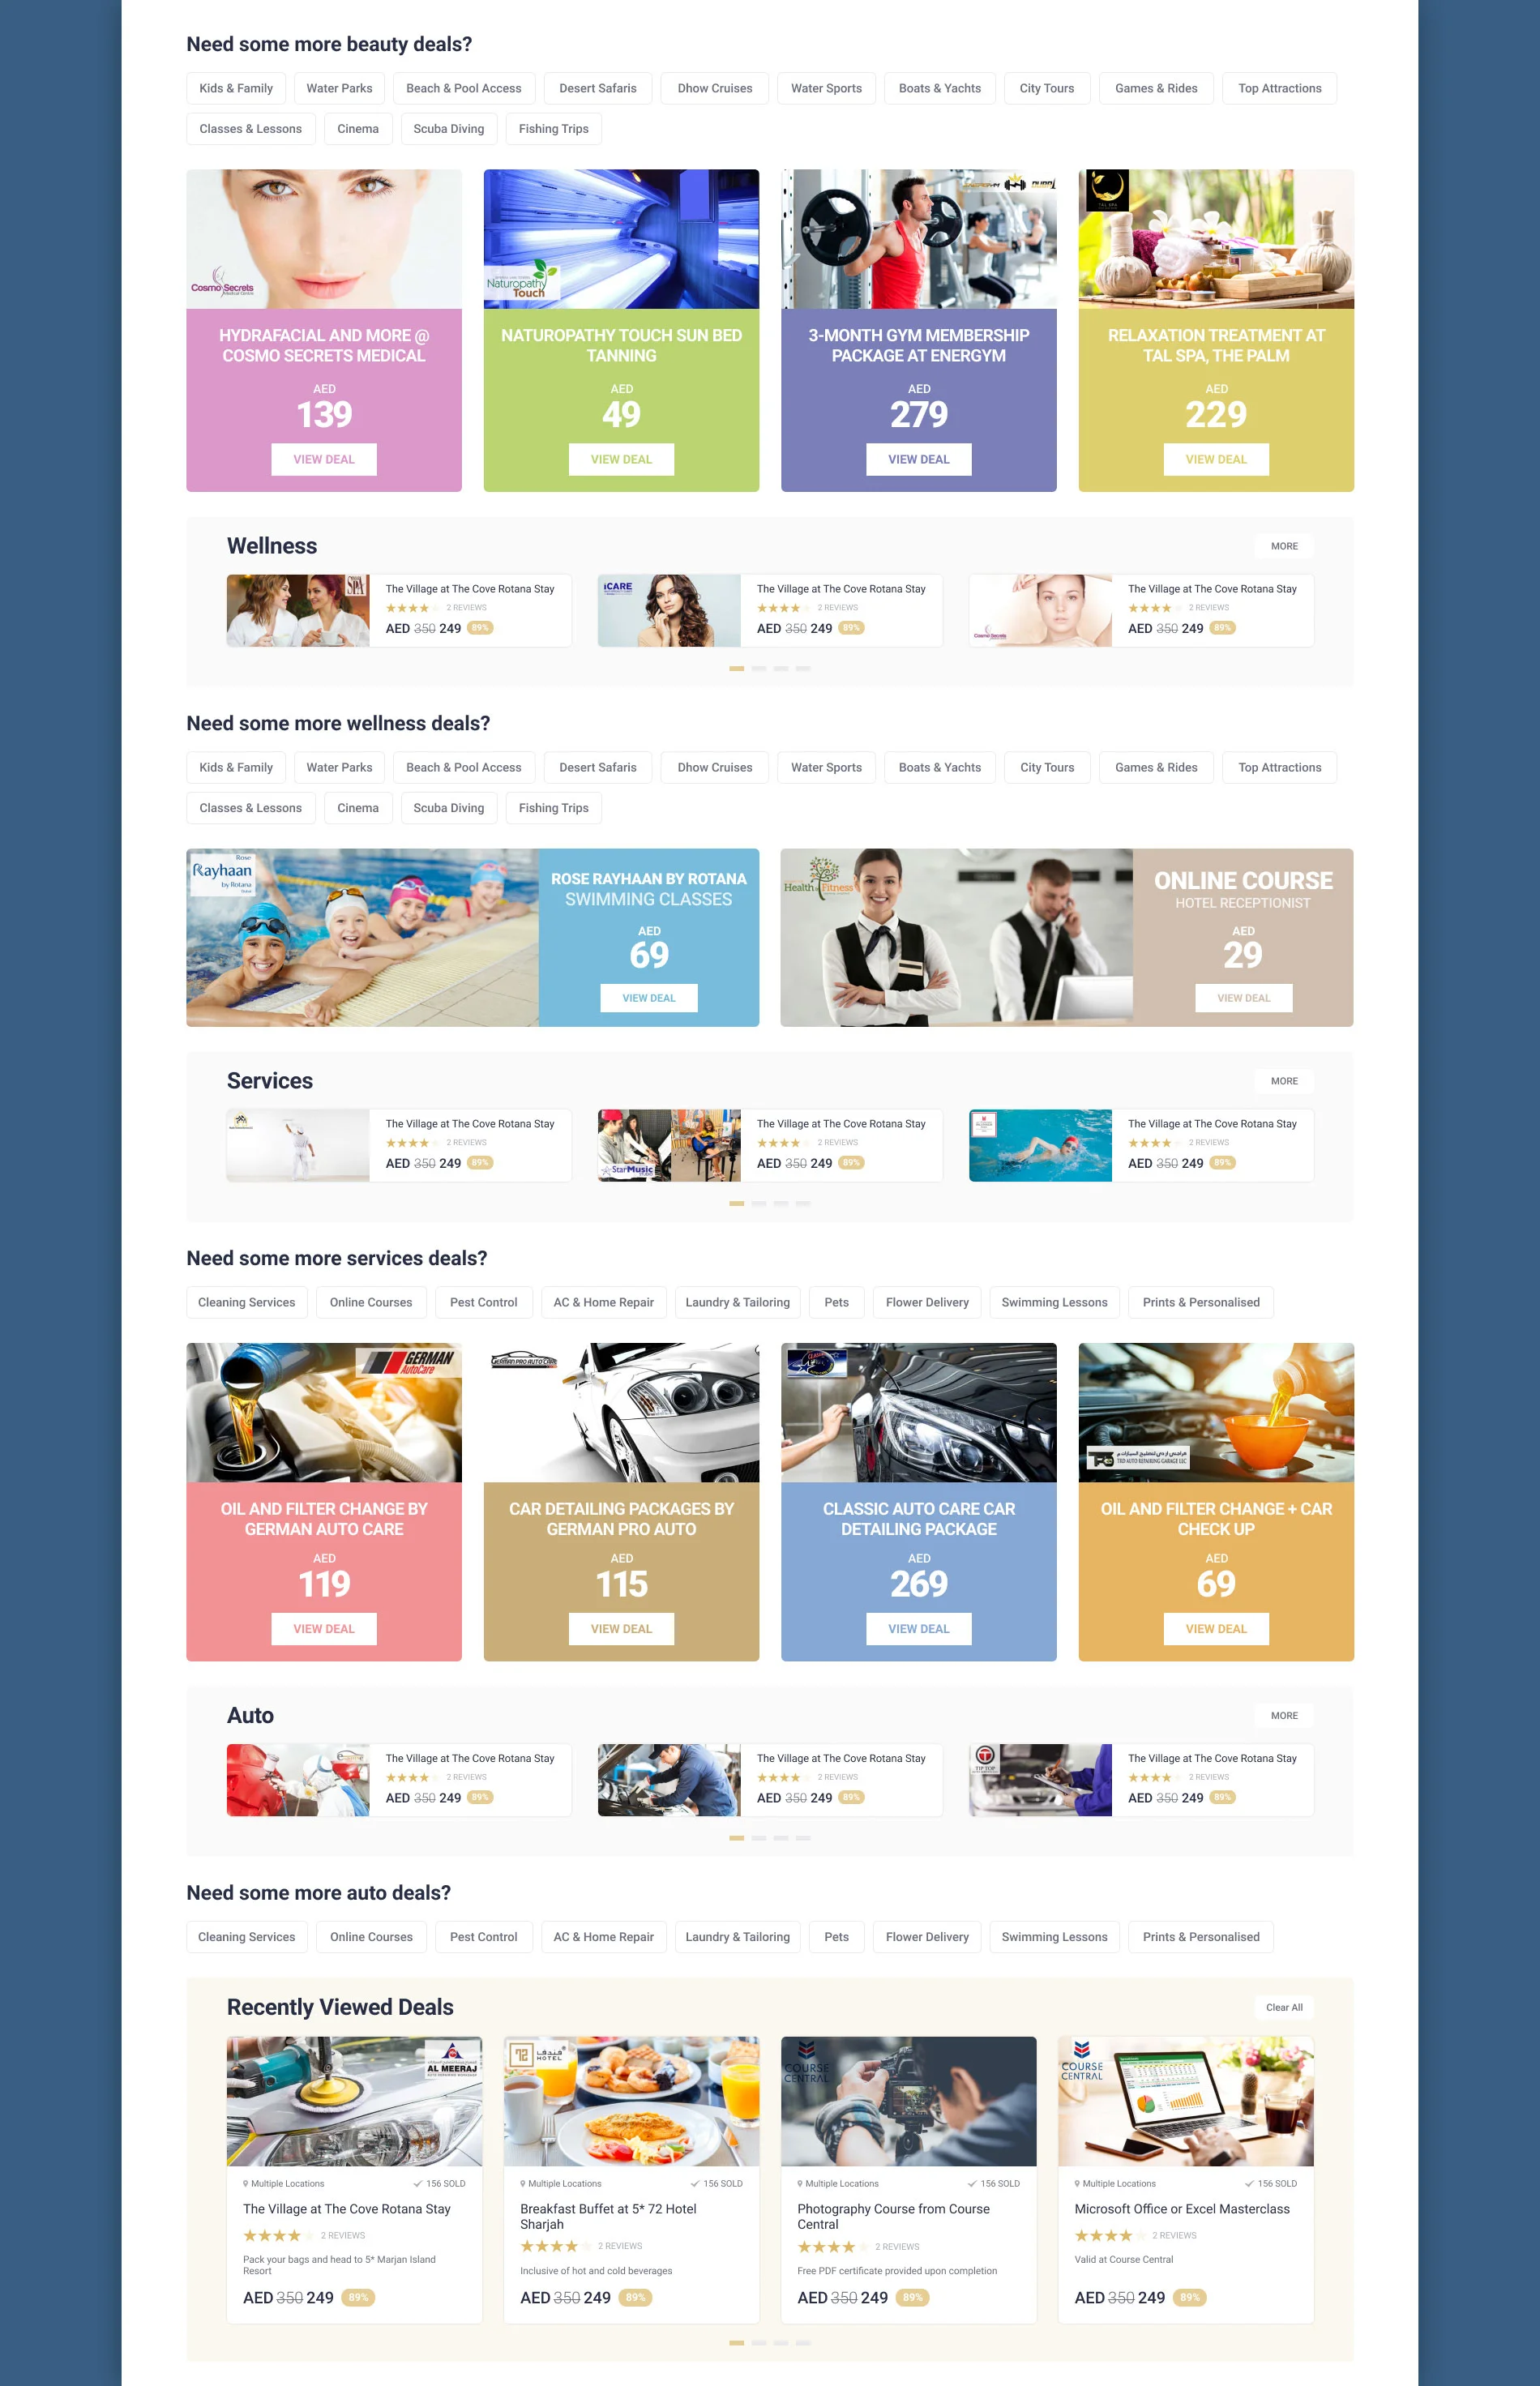 Need some more beauty deals?
Kids & Family Water Parks Beach & Pool Access Desert Safaris Dhow Cruises Water Sports Boats & Yachts City Tours Games & Rides Top Attractions
Classes & Lessons Cinema Scuba Diving Fishing Trips
Cosmo Secrets
Medical Centre
Naturopathy
Touch
TAL SPA
HYDRAFACIAL AND MORE @
COSMO SECRETS MEDICAL
AED
139
VIEW DEAL
NATUROPATHY TOUCH SUN BED
TANNING
AED
49
VIEW DEAL
3-MONTH GYM MEMBERSHIP
PACKAGE AT ENERGYM
AED
279
VIEW DEAL
RELAXATION TREATMENT AT
TAL SPA, THE PALM
AED
229
VIEW DEAL
Wellness
MORE
SPA
The Village at The Cove Rotana Stay
2 REVIEWS
AED 350 249 89%
iCARE
The Village at The Cove Rotana Stay
2 REVIEWS
AED 350 249 89%
Cosmo Secrets
The Village at The Cove Rotana Stay
2 REVIEWS
AED 350 249 89%
Need some more wellness deals?
Kids & Family Water Parks Beach & Pool Access Desert Safaris Dhow Cruises Water Sports Boats & Yachts City Tours Games & Rides Top Attractions
Classes & Lessons Cinema Scuba Diving Fishing Trips
Rose
Rayhaan
by Rotana
Dubai
ROSE RAYHAAN BY ROTANA
SWIMMING CLASSES
AED
69
VIEW DEAL
Health Fitness
ONLINE COURSE
HOTEL RECEPTIONIST
AED
29
VIEW DEAL
Services
MORE
The Village at The Cove Rotana Stay
2 REVIEWS
AED 350 249 89%
StarMusic
The Village at The Cove Rotana Stay
2 REVIEWS
AED 350 249 89%
The Village at The Cove Rotana Stay
2 REVIEWS
AED 350 249 89%
Need some more services deals?
Cleaning Services Online Courses Pest Control AC & Home Repair Laundry & Tailoring Pets Flower Delivery Swimming Lessons Prints & Personalised
GERMAN
AutoCare
OIL AND FILTER CHANGE BY
GERMAN AUTO CARE
AED
119
VIEW DEAL
GERMAN PRO AUTO CARE
CAR DETAILING PACKAGES BY
GERMAN PRO AUTO
AED
115
VIEW DEAL
CLASSIC AUTO CARE CAR
DETAILING PACKAGE
AED
269
VIEW DEAL
TRD AUTO REPAIRING GARAGE LLC
OIL AND FILTER CHANGE + CAR
CHECK UP
AED
69
VIEW DEAL
Auto
MORE
The Village at The Cove Rotana Stay
2 REVIEWS
AED 350 249 89%
The Village at The Cove Rotana Stay
2 REVIEWS
AED 350 249 89%
TIP TOP
The Village at The Cove Rotana Stay
2 REVIEWS
AED 350 249 89%
Need some more auto deals?
Cleaning Services Online Courses Pest Control AC & Home Repair Laundry & Tailoring Pets Flower Delivery Swimming Lessons Prints & Personalised
Recently Viewed Deals
Clear All
AL MEERAJ
Multiple Locations 156 SOLD
The Village at The Cove Rotana Stay
2 REVIEWS
Pack your bags and head to 5* Marjan Island
Resort
AED 350 249 89%
72 فندق
HOTEL
Multiple Locations 156 SOLD
Breakfast Buffet at 5* 72 Hotel
Sharjah
2 REVIEWS
Inclusive of hot and cold beverages
AED 350 249 89%
COURSE
CENTRAL
Multiple Locations 156 SOLD
Photography Course from Course
Central
2 REVIEWS
Free PDF certificate provided upon completion
AED 350 249 89%
COURSE
CENTRAL
Multiple Locations 156 SOLD
Microsoft Office or Excel Masterclass
2 REVIEWS
Valid at Course Central
AED 350 249 89%